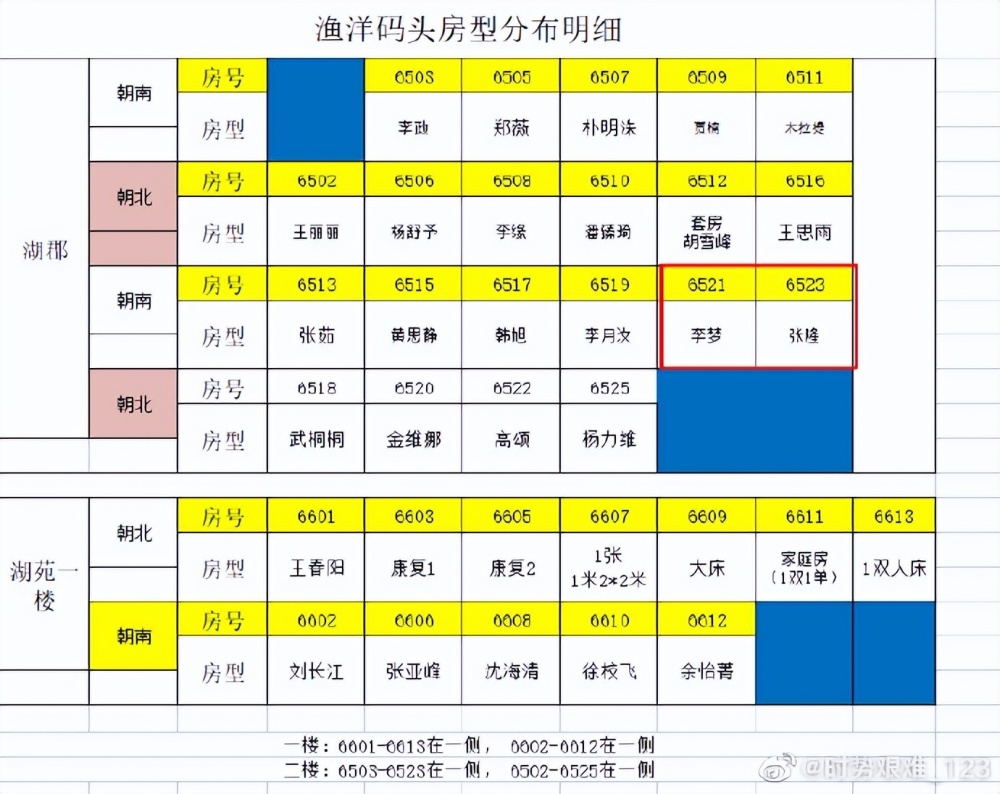 渔洋码头房型分布明细
湖郡
朝南
房号 6503 6505 6507 6509 6511
房型 李政 郑薇 朴明洙 贾楠 木拉提
朝北
房号 6502 6506 6508 6510 6512 6516
房型 王丽丽 杨舒予 李缘 潘臻琦 套房 胡雪峰 王思雨
朝南
房号 6513 6515 6517 6519 6521 6523
房型 张茹 黄思静 韩旭 李月汝 李梦 张隆
朝北
房号 6518 6520 6522 6525
房型 武桐桐 金维娜 高颂 杨力维
湖苑一楼
朝北
房号 6601 6603 6605 6607 6609 6611 6613
房型 王春阳 康复1 康复2 1张 1米2*2米 大床 家庭房 (1双1单) 1双人床
朝南
房号 6602 6606 6608 6610 6612
房型 刘长江 张亚峰 沈海清 徐校飞 余怡菁
一楼：6601-6613在一侧， 6602-6612在一侧
二楼：6503-6523在一侧， 6502-6525在一侧
@时势艰难_123